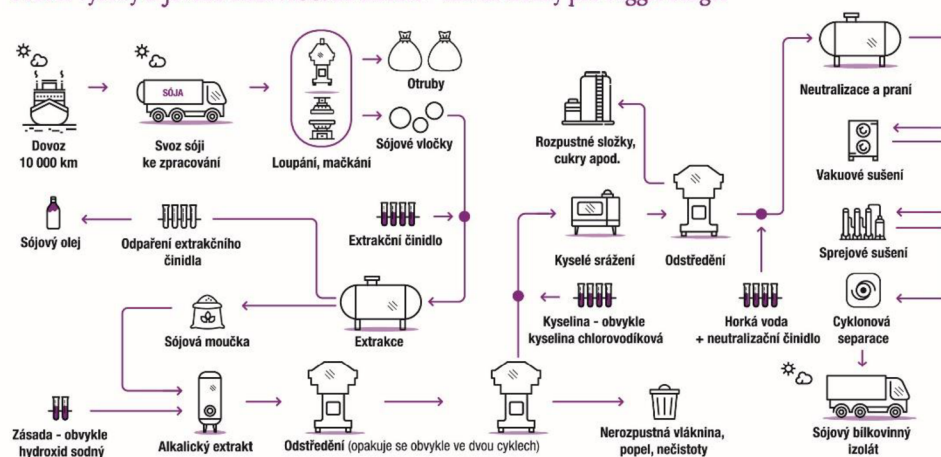 SÓJA
Dovoz
10 000 km
Svoz sóji
ke zpracování
Loupání, mačkání
Otruby
Sójové vločky
Rozpustné složky,
cukry apod.
Neutralizace a praní
Vakuové sušení
Sójový olej
Odpaření extrakčního
činidla
Extrakční činidlo
Kyselé srážení
Odstředění
Sprejové sušení
Sójová moučka
Extrakce
Kyselina - obvykle
kyselina chlorovodíková
Horká voda
+ neutralizační činidlo
Cyklonová
separace
Zásada - obvykle
hydroxid sodný
Alkalický extrakt
Odstředění (opakuje se obvykle ve dvou cyklech)
Nerozpustná vláknina,
popel, nečistoty
Sójový bílkovinný
izolát